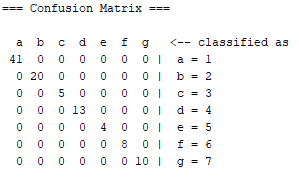 === Confusion Matrix ===
a b c d e f g <-- classified as
41 0 0 0 0 0 0 | a = 1
0 20 0 0 0 0 0 | b = 2
0 0 5 0 0 0 0 | c = 3
0 0 0 13 0 0 0 | d = 4
0 0 0 0 4 0 0 | e = 5
0 0 0 0 0 8 0 | f = 6
0 0 0 0 0 0 10 | g = 7